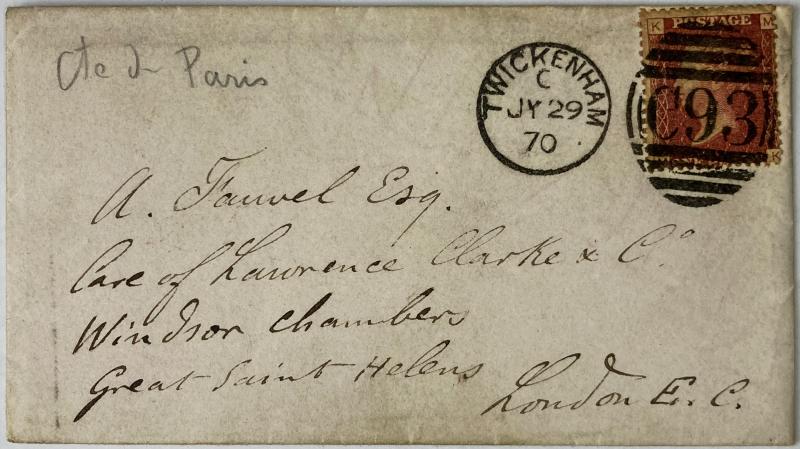 Cte de Paris
TWICKENHAM
C
JY 29
70
K POSTAGE M
C93
K
A. Fauvel Esq.
Care of Lawrence Clarke & Co
Windsor Chambers
Great Saint Helens
London E.C.